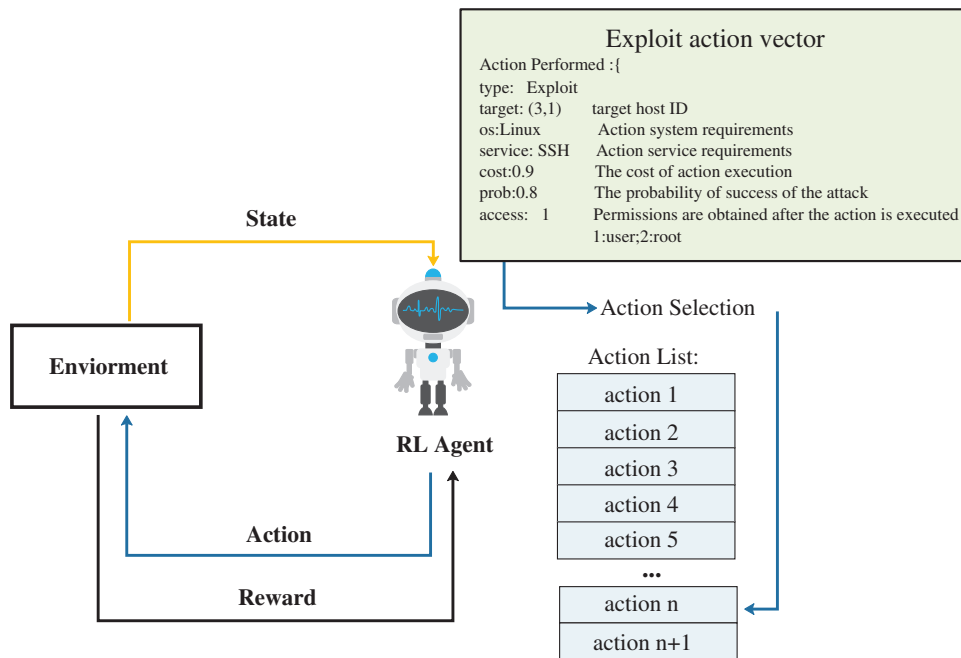 Exploit action vector
Action Performed :{
type: Exploit
target: (3,1) target host ID
os:Linux Action system requirements
service: SSH Action service requirements
cost:0.9 The cost of action execution
prob:0.8 The probability of success of the attack
access: 1 Permissions are obtained after the action is executed
1:user;2:root
State
Enviorment
RL Agent
Action
Reward
Action Selection
Action List:
action 1
action 2
action 3
action 4
action 5
...
action n
action n+1